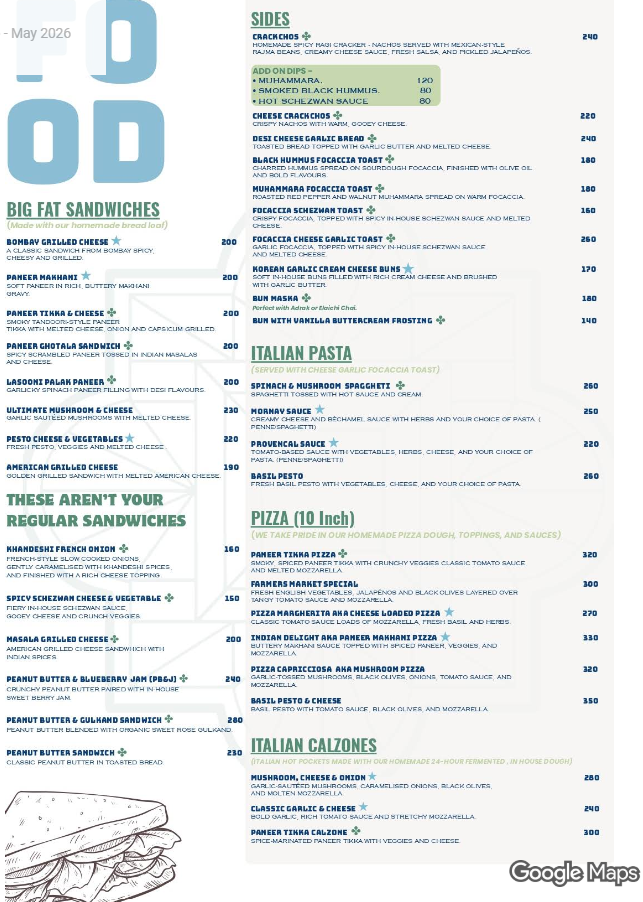 - May 2026
FO
OD
BIG FAT SANDWICHES
(Made with our homemade bread loaf)
BOMBAY GRILLED CHEESE 200
A CLASSIC SANDWICH FROM BOMBAY SPICY,
CHEESY AND GRILLED.
PANEER MAKHANI 200
SOFT PANEER IN RICH, BUTTERY MAKHANI
GRAVY.
PANEER TIKKA & CHEESE 200
SMOKY TANDOORI-STYLE PANEER
TIKKA WITH MELTED CHEESE, ONION AND CAPSICUM GRILLED.
PANEER GHOTALA SANDWICH 200
SPICY SCRAMBLED PANEER TOSSED IN INDIAN MASALAS
AND CHEESE.
LASOONI PALAK PANEER 200
GARLICKY SPINACH PANEER FILLING WITH DESI FLAVOURS.
ULTIMATE MUSHROOM & CHEESE 230
GARLIC SAUTÉED MUSHROOMS WITH MELTED CHEESE.
PESTO CHEESE & VEGETABLES 220
FRESH PESTO, VEGGIES AND MELTED CHEESE.
AMERICAN GRILLED CHEESE 190
GOLDEN GRILLED SANDWICH WITH MELTED AMERICAN CHEESE.
THESE AREN'T YOUR
REGULAR SANDWICHES
KHANDESHI FRENCH ONION 160
FRENCH-STYLE SLOW COOKED ONIONS,
GENTLY CARAMELISED WITH KHANDESHI SPICES,
AND FINISHED WITH A RICH CHEESE TOPPING.
SPICY SCHEZWAN CHEESE & VEGETABLE 150
FIERY IN-HOUSE SCHEZWAN SAUCE,
GOOEY CHEESE AND CRUNCH VEGGIES.
MASALA GRILLED CHEESE 200
AMERICAN GRILLED CHEESE SANDWHICH WITH
INDIAN SPICES
PEANUT BUTTER & BLUEBERRY JAM (PB&J) 240
CRUNCHY PEANUT BUTTER PAIRED WITH IN-HOUSE
SWEET BERRY JAM.
PEANUT BUTTER & GULKAND SANDWICH 280
PEANUT BUTTER BLENDED WITH ORGANIC SWEET ROSE GULKAND.
PEANUT BUTTER SANDWICH 230
CLASSIC PEANUT BUTTER IN TOASTED BREAD.
SIDES
CRACKCHOS 240
HOMEMADE SPICY RAGI CRACKER - NACHOS SERVED WITH MEXICAN-STYLE
RAJMA BEANS, CREAMY CHEESE SAUCE, FRESH SALSA, AND PICKLED JALAPEÑOS.
ADD ON DIPS –
• MUHAMMARA. 120
• SMOKED BLACK HUMMUS. 80
• HOT SCHEZWAN SAUCE 80
CHEESE CRACKCHOS 220
CRISPY NACHOS WITH WARM, GOOEY CHEESE.
DESI CHEESE GARLIC BREAD 240
TOASTED BREAD TOPPED WITH GARLIC BUTTER AND MELTED CHEESE.
BLACK HUMMUS FOCACCIA TOAST 180
CHARRED HUMMUS SPREAD ON SOURDOUGH FOCACCIA, FINISHED WITH OLIVE OIL
AND BOLD FLAVOURS.
MUHAMMARA FOCACCIA TOAST 180
ROASTED RED PEPPER AND WALNUT MUHAMMARA SPREAD ON WARM FOCACCIA.
FOCACCIA SCHEZWAN TOAST 160
CRISPY FOCACCIA, TOPPED WITH SPICY IN-HOUSE SCHEZWAN SAUCE AND MELTED
CHEESE.
FOCACCIA CHEESE GARLIC TOAST 260
GARLIC FOCACCIA, TOPPED WITH SPICY IN-HOUSE SCHEZWAN SAUCE
AND MELTED CHEESE.
KOREAN GARLIC CREAM CHEESE BUNS 170
SOFT IN-HOUSE BUNS FILLED WITH RICH CREAM CHEESE AND BRUSHED
WITH GARLIC BUTTER.
BUN MASKA 180
Perfect with Adrak or Elaichi Chai.
BUN WITH VANILLA BUTTERCREAM FROSTING 140
ITALIAN PASTA
(SERVED WITH CHEESE GARLIC FOCACCIA TOAST)
SPINACH & MUSHROOM SPAGGHETI 260
SPAGHETTI TOSSED WITH HOT SAUCE AND CREAM
MORNAY SAUCE 250
CREAMY CHEESE AND BÉCHAMEL SAUCE WITH HERBS AND YOUR CHOICE OF PASTA. (
PENNE/SPAGHETTI)
PROVENCAL SAUCE 220
TOMATO-BASED SAUCE WITH VEGETABLES, HERBS, CHEESE, AND YOUR CHOICE OF
PASTA. (PENNE/SPAGHETTI)
BASIL PESTO 260
FRESH BASIL PESTO WITH VEGETABLES, CHEESE, AND YOUR CHOICE OF PASTA.
PIZZA (10 Inch)
(WE TAKE PRIDE IN OUR HOMEMADE PIZZA DOUGH, TOPPINGS, AND SAUCES)
PANEER TIKKA PIZZA 320
SMOKY, SPICED PANEER TIKKA WITH CRUNCHY VEGGIES CLASSIC TOMATO SAUCE
AND MELTED MOZZARELLA.
FARMERS MARKET SPECIAL 300
FRESH ENGLISH VEGETABLES, JALAPEÑOS AND BLACK OLIVES LAYERED OVER
TANGY TOMATO SAUCE AND MOZZARELLA.
PIZZA MARGHERITA AKA CHEESE LOADED PIZZA 270
CLASSIC TOMATO SAUCE LOADS OF MOZZARELLA, FRESH BASIL AND HERBS.
INDIAN DELIGHT AKA PANEER MAKHANI PIZZA 330
BUTTERY MAKHANI SAUCE TOPPED WITH SPICED PANEER, VEGGIES, AND
MOZZARELLA.
PIZZA CAPRICCIOSA AKA MUSHROOM PIZZA 320
GARLIC-TOSSED MUSHROOMS, BLACK OLIVES, ONIONS, TOMATO SAUCE, AND
MOZZARELLA.
BASIL PESTO & CHEESE 350
BASIL PESTO WITH TOMATO SAUCE, BLACK OLIVES, AND MOZZARELLA.
ITALIAN CALZONES
(ITALIAN HOT POCKETS MADE WITH OUR HOMEMADE 24-HOUR FERMENTED , IN HOUSE DOUGH)
MUSHROOM, CHEESE & ONION 280
GARLIC-SAUTÉED MUSHROOMS, CARAMELISED ONIONS, BLACK OLIVES,
AND MOLTEN MOZZARELLA.
CLASSIC GARLIC & CHEESE 240
BOLD GARLIC, RICH TOMATO SAUCE AND STRETCHY MOZZARELLA.
PANEER TIKKA CALZONE 300
SPICE-MARINATED PANEER TIKKA WITH VEGGIES AND CHEESE.
Google Maps